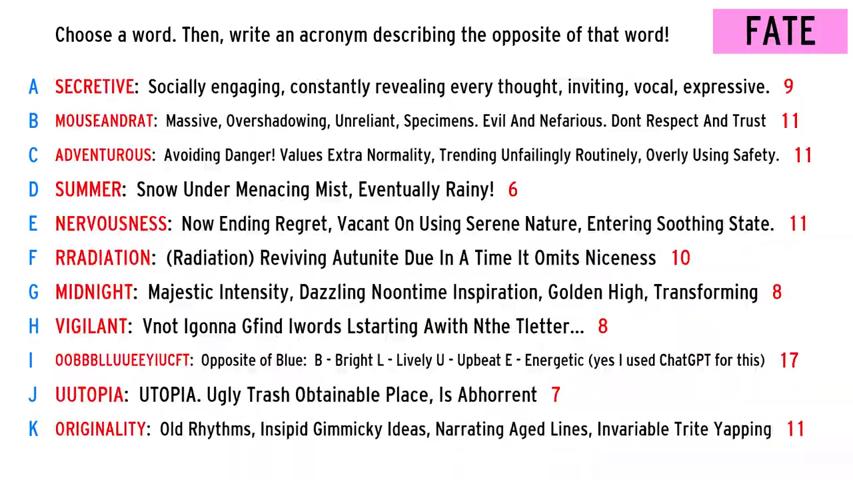 Choose a word. Then, write an acronym describing the opposite of that word!
FATE
A SECRETIVE: Socially engaging, constantly revealing every thought, inviting, vocal, expressive. 9
B MOUSEANDRAT: Massive, Overshadowing, Unreliant, Specimens. Evil And Nefarious. Dont Respect And Trust 11
C ADVENTUROUS: Avoiding Danger! Values Extra Normality, Trending Unfailingly Routinely, Overly Using Safety. 11
D SUMMER: Snow Under Menacing Mist, Eventually Rainy! 6
E NERVOUSNESS: Now Ending Regret, Vacant On Using Serene Nature, Entering Soothing State. 11
F RRADIATION: (Radiation) Reviving Autunite Due In A Time It Omits Niceness 10
G MIDNIGHT: Majestic Intensity, Dazzling Noontime Inspiration, Golden High, Transforming 8
H VIGILANT: Vnot Igonna Gfind Iwords Lstarting Awith Nthe Tletter... 8
I OOBBBLLUUEEYIUCFT: Opposite of Blue: B - Bright L - Lively U - Upbeat E - Energetic (yes I used ChatGPT for this) 17
J UUTOPIA: UTOPIA. Ugly Trash Obtainable Place, Is Abhorrent 7
K ORIGINALITY: Old Rhythms, Insipid Gimmicky Ideas, Narrating Aged Lines, Invariable Trite Yapping 11